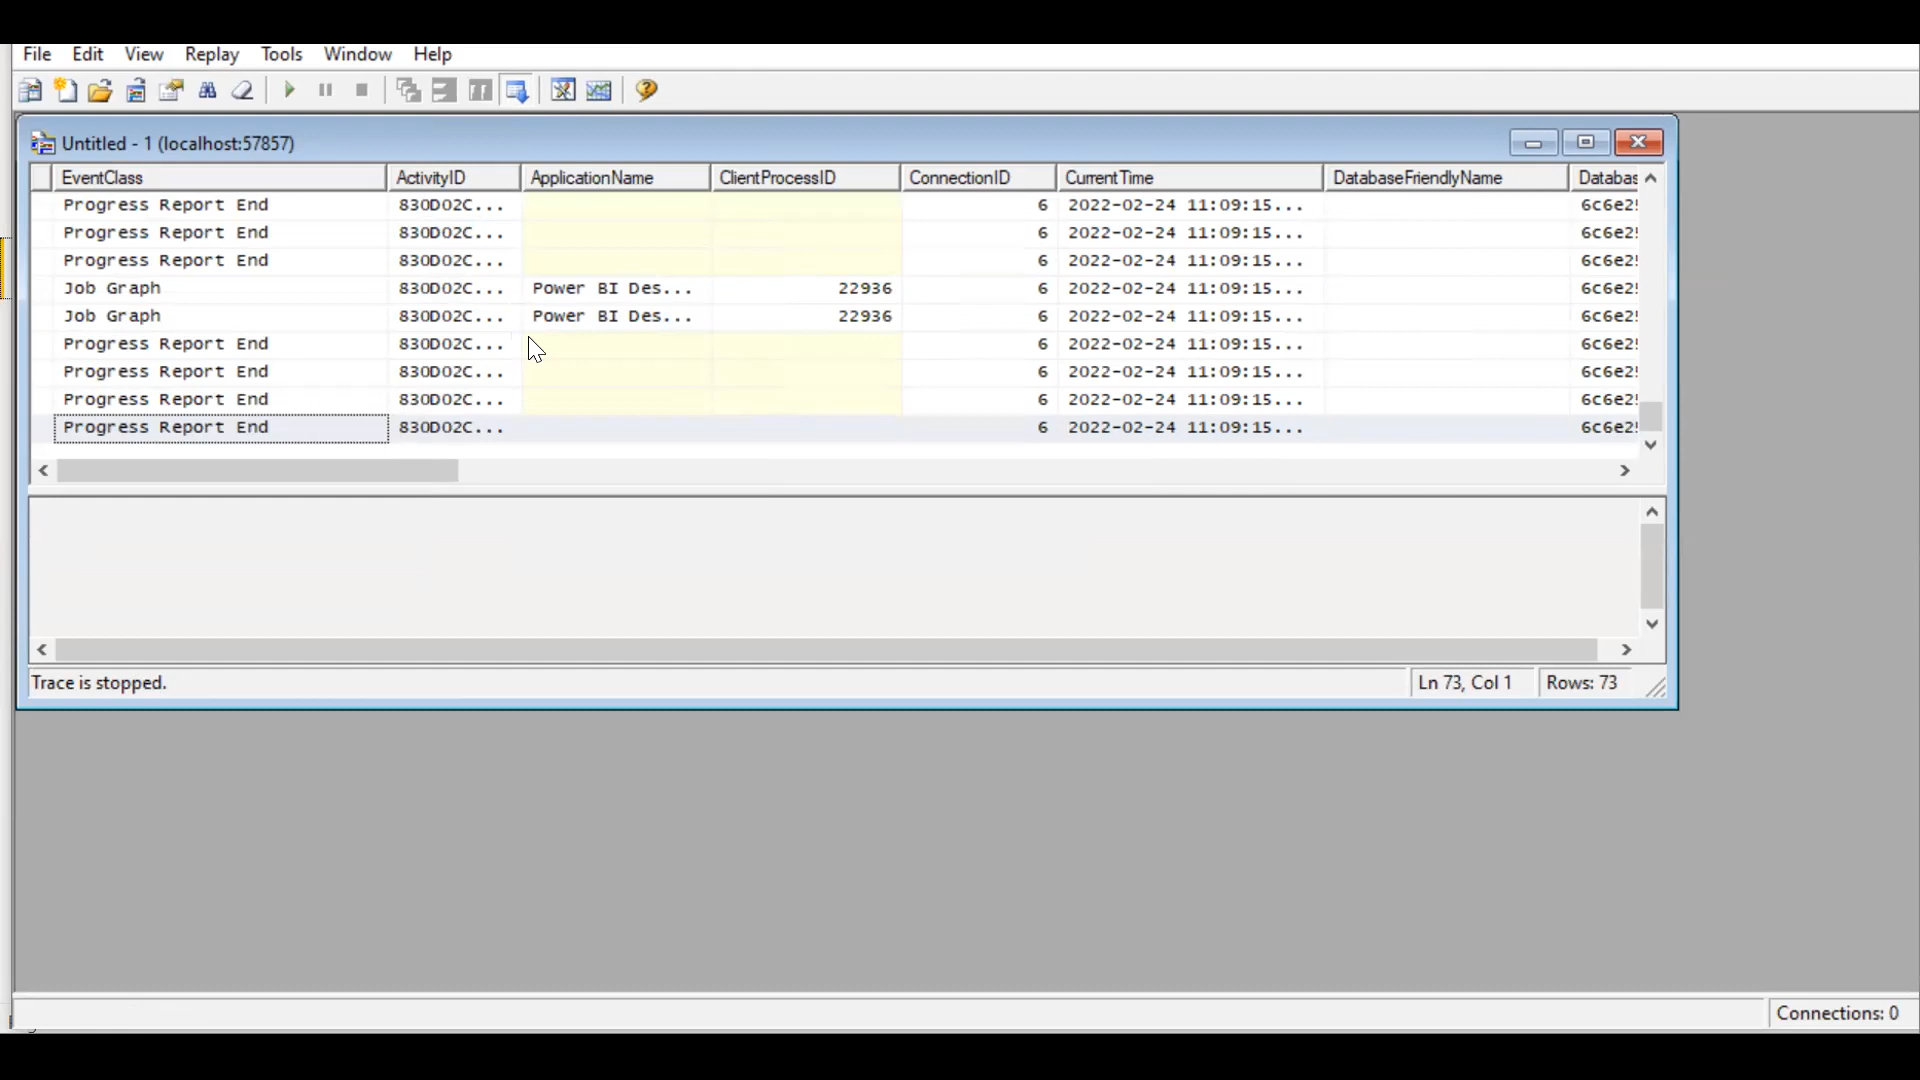 File Edit View Replay Tools Window Help
Untitled - 1 (localhost:57857)
EventClass ActivityID ApplicationName ClientProcessID ConnectionID CurrentTime DatabaseFriendlyName Databas
Progress Report End 830D02C... 6 2022-02-24 11:09:15... 6c6e2
Progress Report End 830D02C... 6 2022-02-24 11:09:15... 6c6e2
Progress Report End 830D02C... 6 2022-02-24 11:09:15... 6c6e2
Job Graph 830D02C... Power BI Des... 22936 6 2022-02-24 11:09:15... 6c6e2
Job Graph 830D02C... Power BI Des... 22936 6 2022-02-24 11:09:15... 6c6e2
Progress Report End 830D02C... 6 2022-02-24 11:09:15... 6c6e2
Progress Report End 830D02C... 6 2022-02-24 11:09:15... 6c6e2
Progress Report End 830D02C... 6 2022-02-24 11:09:15... 6c6e2
Progress Report End 830D02C... 6 2022-02-24 11:09:15... 6c6e2
Trace is stopped. Ln 73, Col 1 Rows: 73
Connections: 0